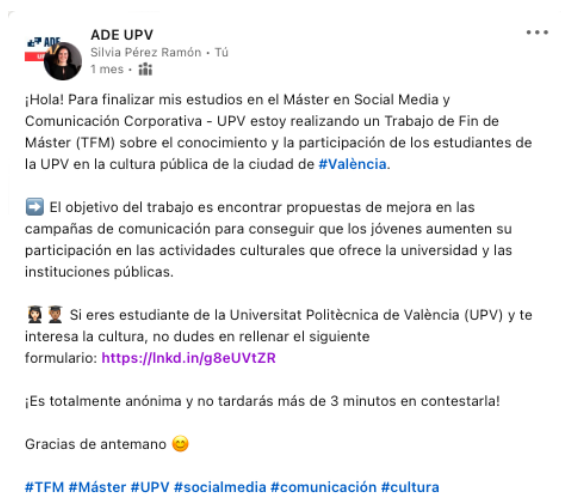 ADE UPV
ADE
Silvia Pérez Ramón • Tú
1 mes •
¡Hola! Para finalizar mis estudios en el Máster en Social Media y
Comunicación Corporativa - UPV estoy realizando un Trabajo de Fin de
Máster (TFM) sobre el conocimiento y la participación de los estudiantes de
la UPV en la cultura pública de la ciudad de #València.
➡️ El objetivo del trabajo es encontrar propuestas de mejora en las
campañas de comunicación para conseguir que los jóvenes aumenten su
participación en las actividades culturales que ofrece la universidad y las
instituciones públicas.
👩🏻‍🎓 👨🏾‍🎓 Si eres estudiante de la Universitat Politècnica de València (UPV) y te
interesa la cultura, no dudes en rellenar el siguiente
formulario: https://lnkd.in/g8eUVtZR
¡Es totalmente anónima y no tardarás más de 3 minutos en contestarla!
Gracias de antemano 😊
#TFM #Máster #UPV #socialmedia #comunicación #cultura